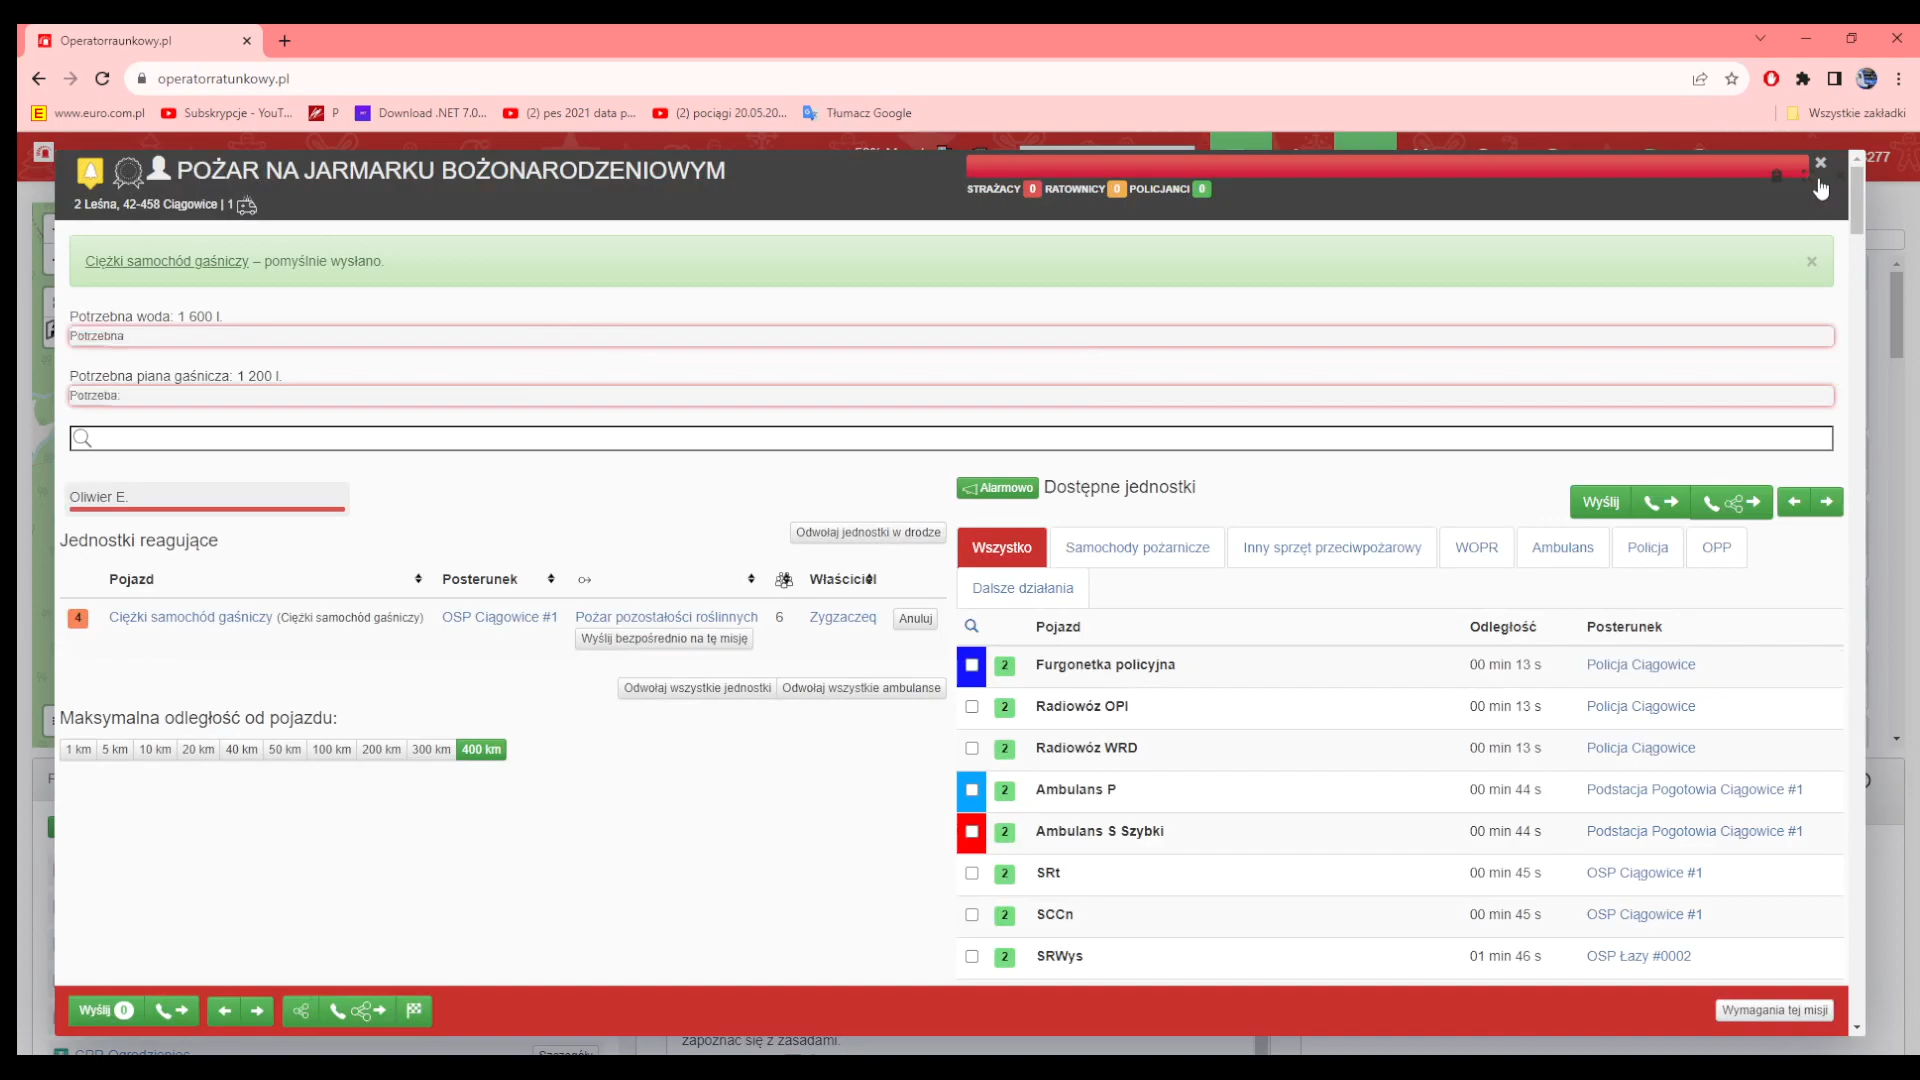 Operatorraunkowy.pl
operatorratunkowy.pl
www.euro.com.pl
Subskrypcje - YouT...
P
Download .NET 7.0...
(2) pes 2021 data p...
(2) pociągi 20.05.20...
Tłumacz Google
Wszystkie zakładki
277
POŻAR NA JARMARKU BOŻONARODZENIOWYM
STRAŻACY 0 RATOWNICY 0 POLICJANCI 0
2 Leśna, 42-458 Ciągowice | 1
Ciężki samochód gaśniczy – pomyślnie wysłano.
Potrzebna woda: 1 600 l.
Potrzebna
Potrzebna piana gaśnicza: 1 200 l.
Potrzeba:
Oliwier E.
Odwołaj jednostki w drodze
Jednostki reagujące
Pojazd Posterunek Właściciel
4 Ciężki samochód gaśniczy (Ciężki samochód gaśniczy) OSP Ciągowice #1 Pożar pozostałości roślinnych 6 Zygzaczeq Anuluj
Wyślij bezpośrednio na tę misję
Odwołaj wszystkie jednostki Odwołaj wszystkie ambulanse
Maksymalna odległość od pojazdu:
1 km 5 km 10 km 20 km 40 km 50 km 100 km 200 km 300 km 400 km
Alarmowo Dostępne jednostki
Wyślij
Wszystko Samochody pożarnicze Inny sprzęt przeciwpożarowy WOPR Ambulans Policja OPP
Dalsze działania
Pojazd Odległość Posterunek
2 Furgonetka policyjna 00 min 13 s Policja Ciągowice
2 Radiowóz OPI 00 min 13 s Policja Ciągowice
2 Radiowóz WRD 00 min 13 s Policja Ciągowice
2 Ambulans P 00 min 44 s Podstacja Pogotowia Ciągowice #1
2 Ambulans S Szybki 00 min 44 s Podstacja Pogotowia Ciągowice #1
2 SRt 00 min 45 s OSP Ciągowice #1
2 SCCn 00 min 45 s OSP Ciągowice #1
2 SRWys 01 min 46 s OSP Łazy #0002
Wyślij 0
Wymagania tej misji
zapoznać się z zasadami.